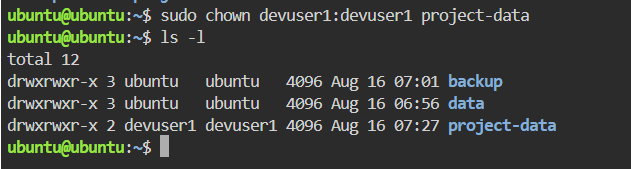 ubuntu@ubuntu:~$ sudo chown devuser1:devuser1 project-data
ubuntu@ubuntu:~$ ls -l
total 12
drwxrwxr-x 3 ubuntu   ubuntu   4096 Aug 16 07:01 backup
drwxrwxr-x 3 ubuntu   ubuntu   4096 Aug 16 06:56 data
drwxrwxr-x 2 devuser1 devuser1 4096 Aug 16 07:27 project-data
ubuntu@ubuntu:~$